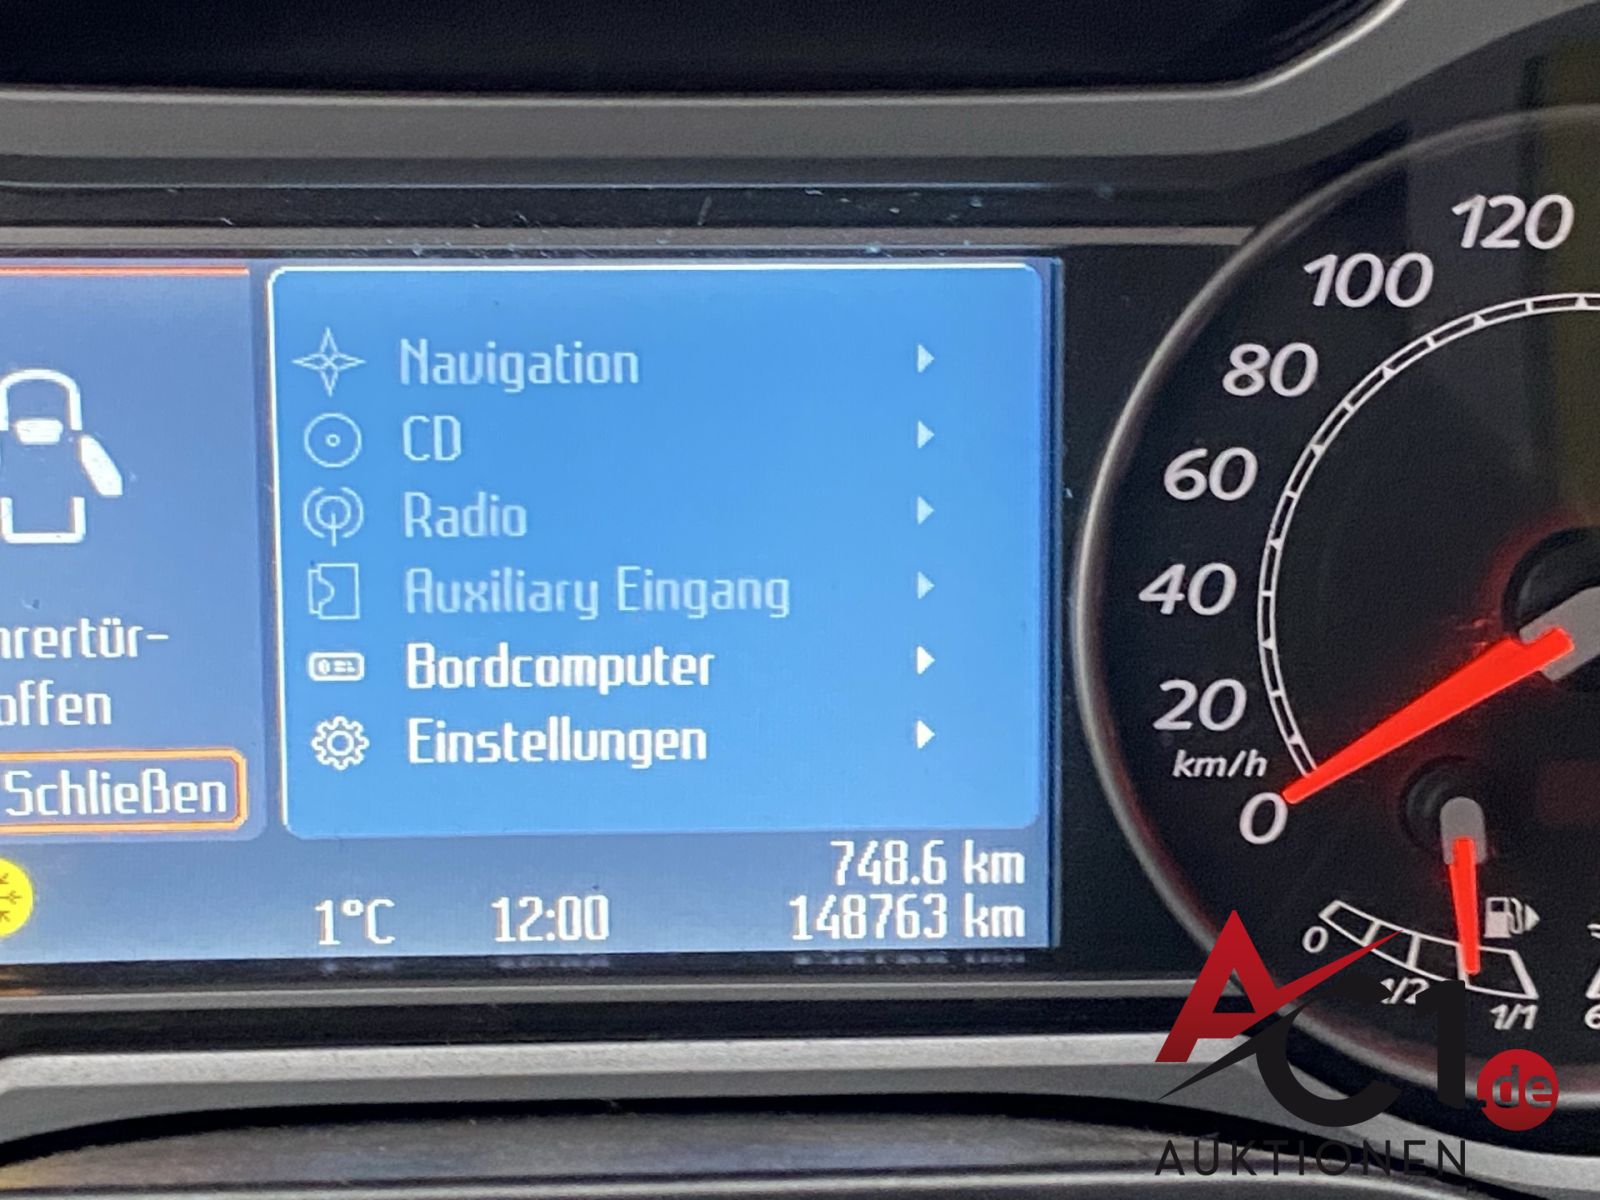 Navigation
CD
Radio
Auxiliary Eingang
Bordcomputer
Einstellungen
hrertür-
offen
Schließen
748.6 km
1°C 12:00 148763 km
120
100
80
60
40
20
km/h
0
0
1/2
1/1
AC1.de
AUKTIONEN